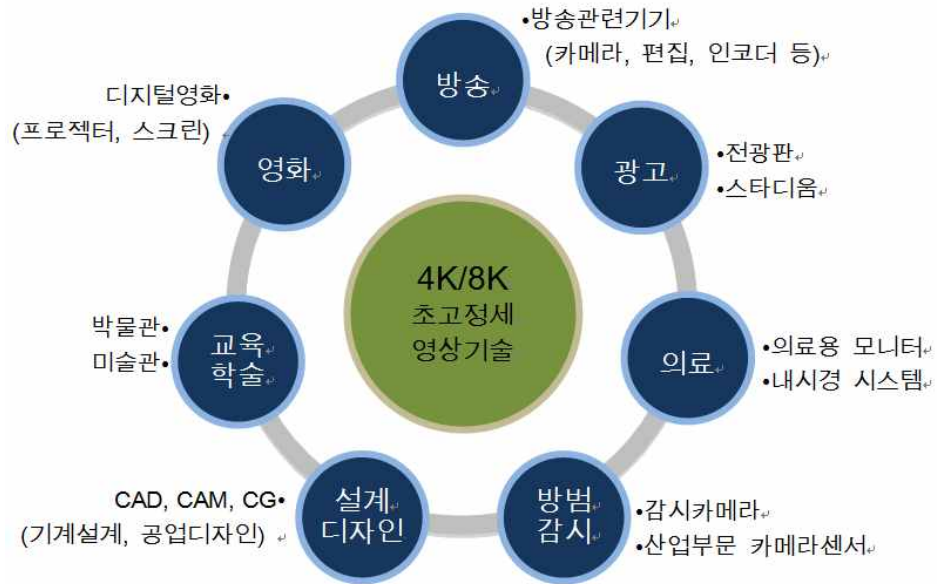 방송
•방송관련기기
(카메라, 편집, 인코더 등)
광고
•전광판
•스타디움
의료
•의료용 모니터
•내시경 시스템
방범
감시
•감시카메라
•산업부문 카메라센서
설계
디자인
CAD, CAM, CG•
(기계설계, 공업디자인)
교육
학술
박물관•
미술관•
영화
디지털영화•
(프로젝터, 스크린)
4K/8K
초고정세
영상기술